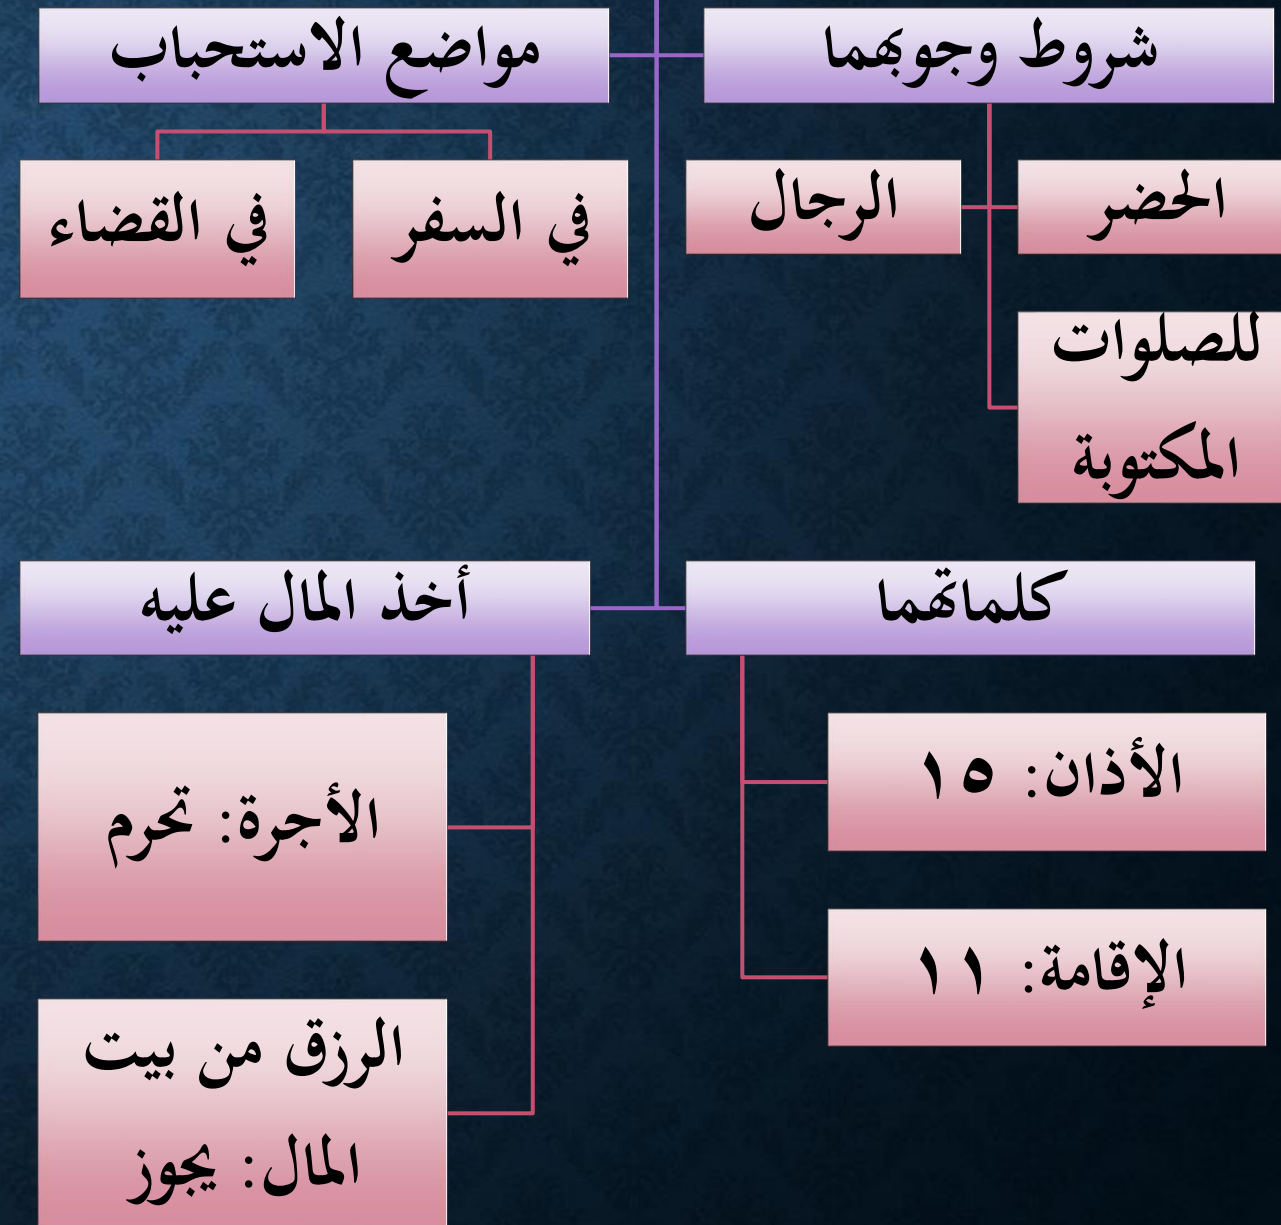 شروط وجوبهما
مواضع الاستحباب
الحضر
الرجال
للصلوات
المكتوبة
في السفر
في القضاء
كلماتهما
أخذ المال عليه
الأذان: ١٥
الإقامة: ١١
الأجرة: تحرم
الرزق من بيت
المال: يجوز